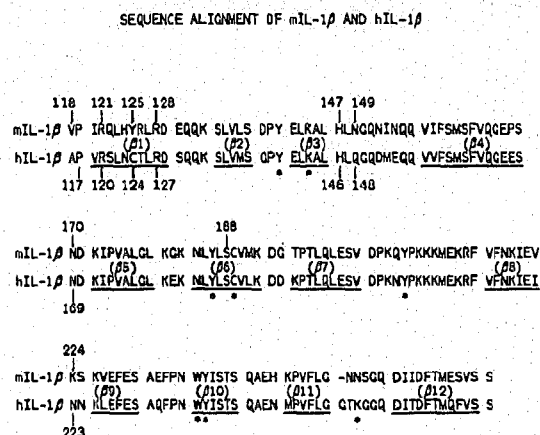 SEQUENCE ALIGNMENT OF mIL-1β AND hIL-1β
118 121 125 128 147 149
mIL-1β VP IRQLHYRLRD EQQK SLVLS DPY ELKAL HLNGQNINQQ VIFSMSFVQGEPS
(β1) (β2) (β3) (β4)
hIL-1β AP VRSLNCTLRD SQQK SLVMS GPY ELKAL HLQGQDMEQQ VVFSMSFVQGEES
117 120 124 127 146 148
170 188
mIL-1β ND KIPVALGL KGK NLYLSCVMK DG TPTLQLESV DPKQYPKKKMEKRF VFNKIEV
(β5) (β6) (β7) (β8)
hIL-1β ND KIPVALGL KEK NLYLSCVLK DD KPTLQLESV DPKNYPKKKMEKRF VFNKIEI
169
224
mIL-1β KS KVEFES AEFPN WYISTS QAEH KPVFLG -NNSGQ DIIDFTMESVS S
(β9) (β10) (β11) (β12)
hIL-1β NN KLEFES AQFPN WYISTS QAEN MPVFLG GTKGGQ DITDFTMQFVS S
223